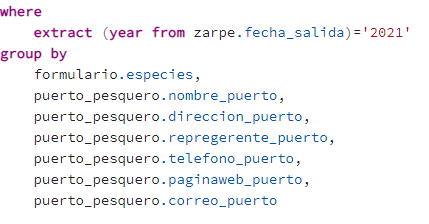 where
extract (year from zarpe.fecha_salida)='2021'
group by
formulario.especies,
puerto_pesquero.nombre_puerto,
puerto_pesquero.direccion_puerto,
puerto_pesquero.repregerente_puerto,
puerto_pesquero.telefono_puerto,
puerto_pesquero.paginaweb_puerto,
puerto_pesquero.correo_puerto